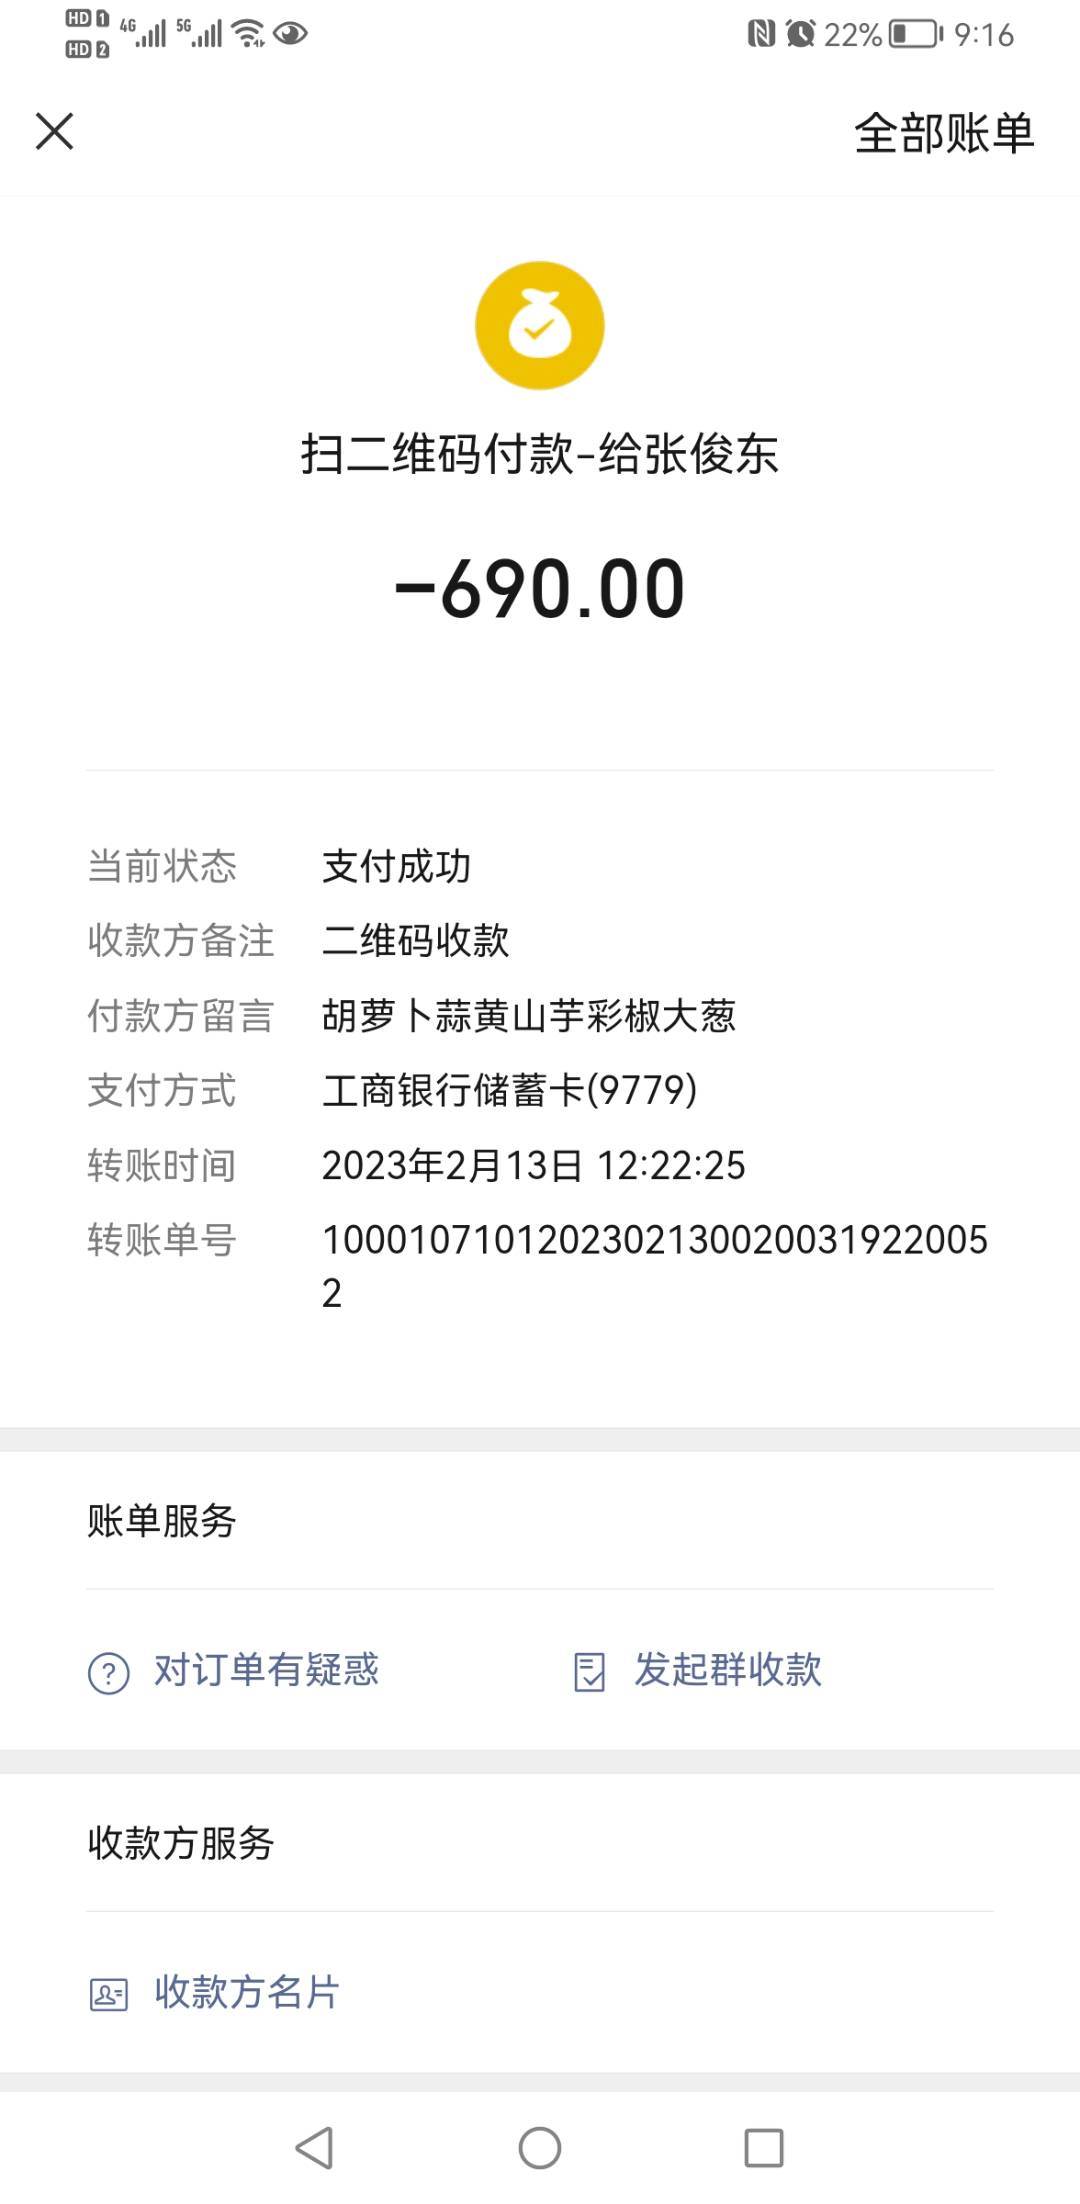 HD 1 4G 5G
HD 2
22% 9:16
全部账单
扫二维码付款-给张俊东
-690.00
当前状态 支付成功
收款方备注 二维码收款
付款方留言 胡萝卜蒜黄山芋彩椒大葱
支付方式 工商银行储蓄卡(9779)
转账时间 2023年2月13日 12:22:25
转账单号 100010710120230213002003192200​5
2
账单服务
? 对订单有疑惑 发起群收款
收款方服务
收款方名片